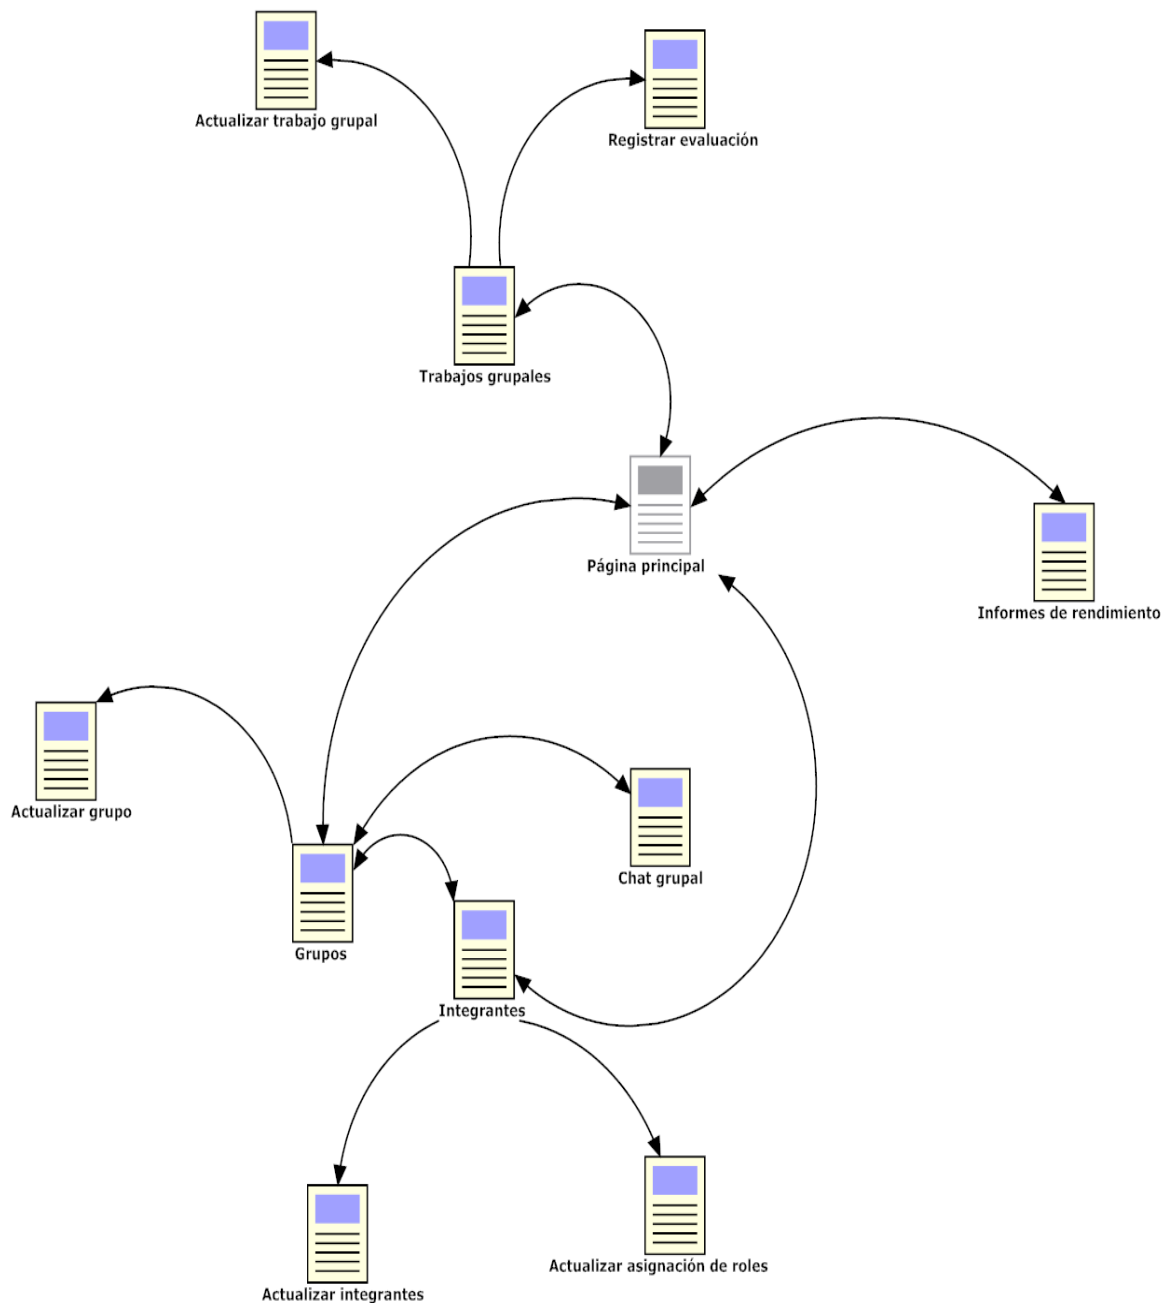 Actualizar trabajo grupal
Registrar evaluación
Trabajos grupales
Página principal
Informes de rendimiento
Actualizar grupo
Chat grupal
Grupos
Integrantes
Actualizar asignación de roles
Actualizar integrantes